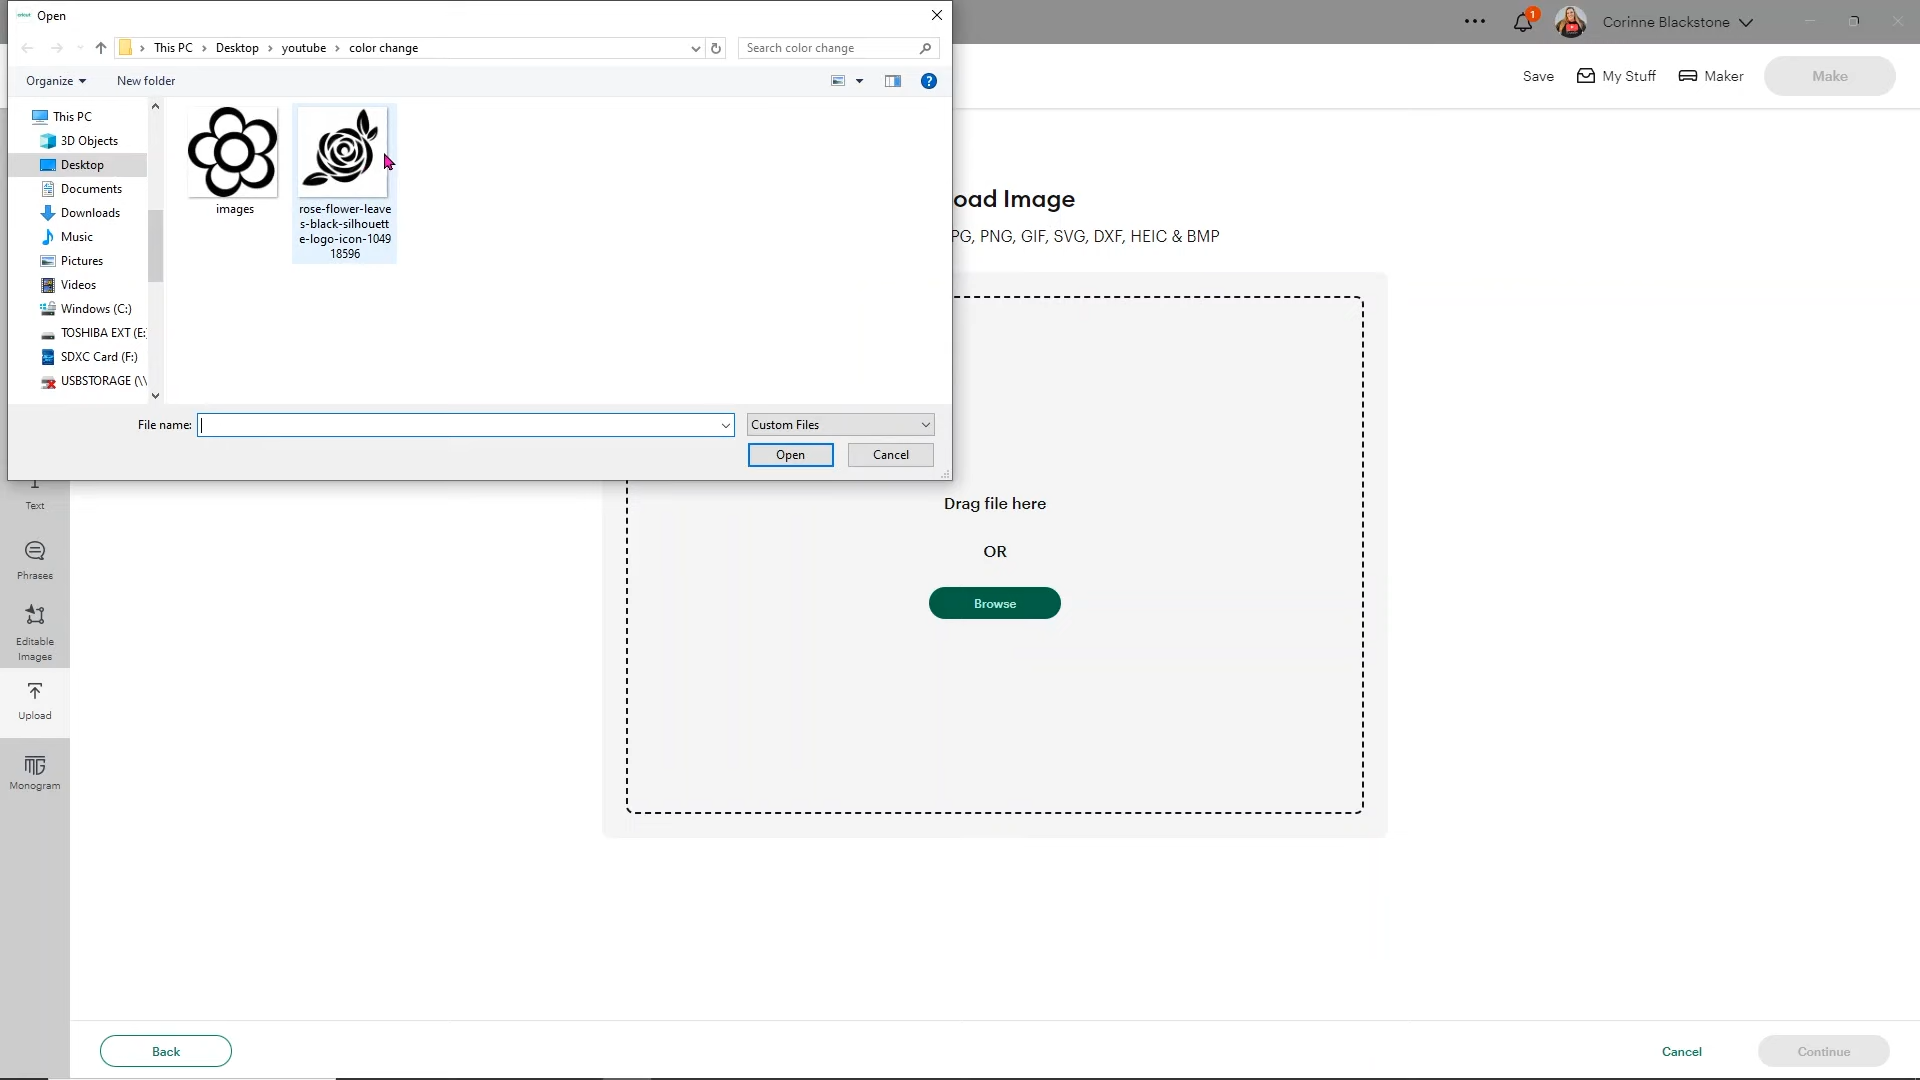 cricut Open
This PC > Desktop > youtube > color change
Search color change
Organize
New folder
This PC
3D Objects
Desktop
Documents
Downloads
Music
Pictures
Videos
Windows (C:)
TOSHIBA EXT (E:)
SDXC Card (F:)
USBSTORAGE (\\
images
rose-flower-leave
s-black-silhouett
e-logo-icon-1049
18596
File name:
Custom Files
Open
Cancel
1
Corinne Blackstone
Save
My Stuff
Maker
Make
oad Image
PG, PNG, GIF, SVG, DXF, HEIC & BMP
Drag file here
OR
Browse
Text
Phrases
Editable
Images
Upload
MG
Monogram
Back
Cancel
Continue